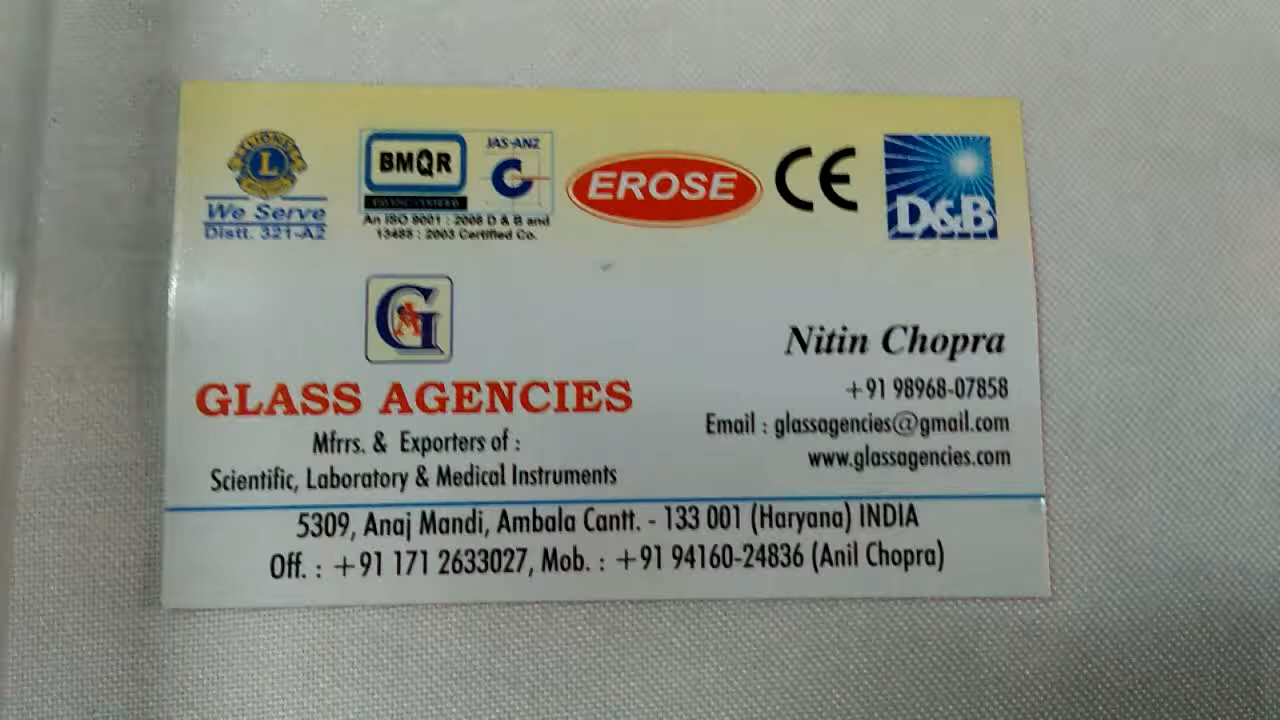 LIONS
L
We Serve
Distt. 321-A2
BMQR
JAS-ANZ
An ISO 9001 : 2008 D & B and
13485 : 2003 Certified Co.
EROSE
CE
D&B
GA
GLASS AGENCIES
Mfrrs. & Exporters of :
Scientific, Laboratory & Medical Instruments
Nitin Chopra
+91 98968-07858
Email : glassagencies@gmail.com
www.glassagencies.com
5309, Anaj Mandi, Ambala Cantt. - 133 001 (Haryana) INDIA
Off. : +91 171 2633027, Mob. : +91 94160-24836 (Anil Chopra)